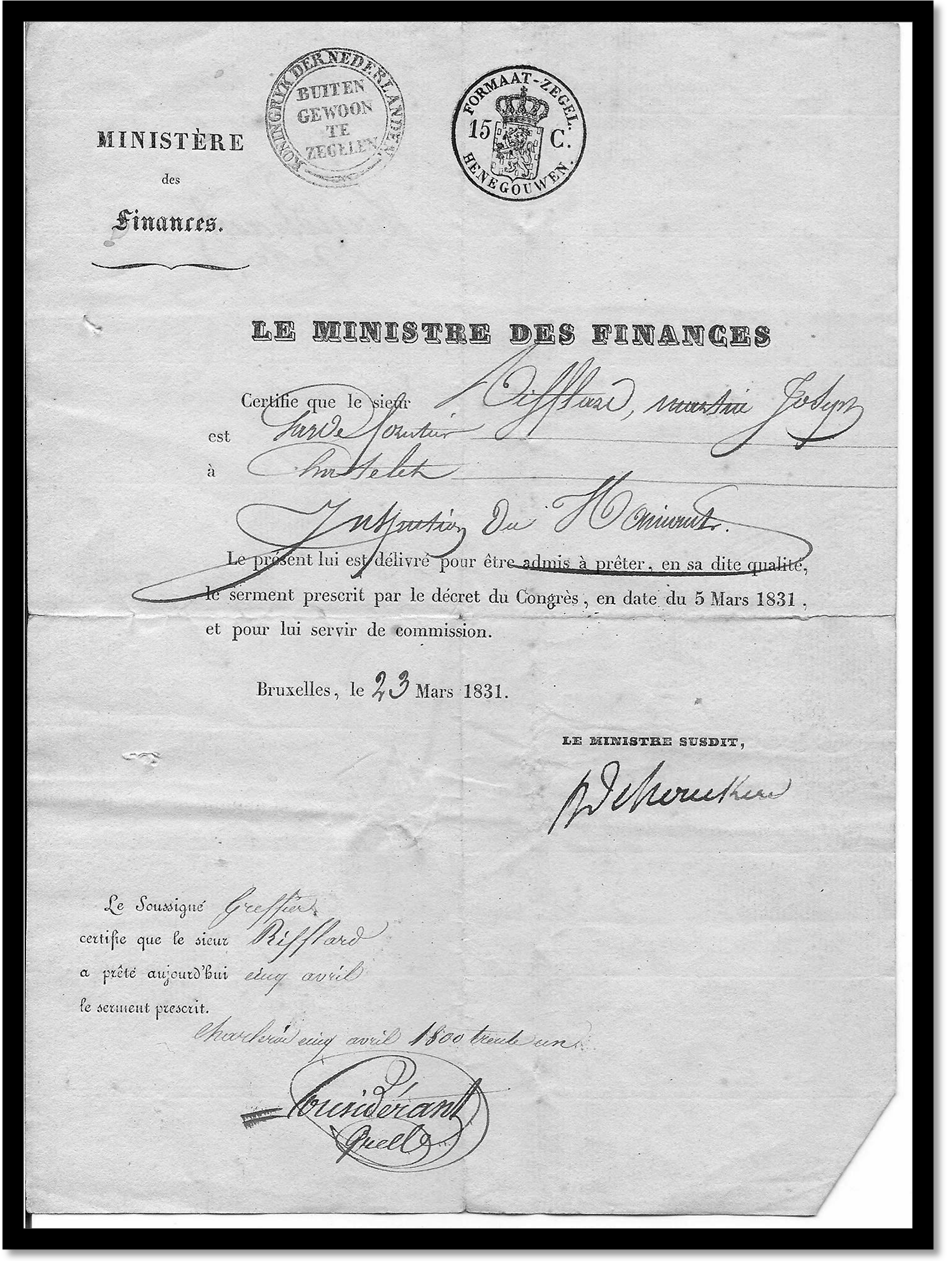 KONINGRYK DER NEDERLANDEN.
BUITEN
GEWOON
TE
ZEGELEN
FORMAAT-ZEGEL.
15 C.
HENEGOUWEN.
MINISTÈRE
des
Finances.
LE MINISTRE DES FINANCES
Certifie que le sieur Rifflard, martin Joseph
est Garde forestier
à Chatelet
Inspection du Hainaut.
Le présent lui est délivré pour être admis à prêter, en sa dite qualité,
le serment prescrit par le décret du Congrès, en date du 5 Mars 1831,
et pour lui servir de commission.
Bruxelles, le 23 Mars 1831.
LE MINISTRE SUSDIT,
Le Soussigné Greffier
certifie que le sieur Rifflard
a prêté aujourd'hui cinq avril
le serment prescrit.
Charleroi cinq avril 1800 trente un